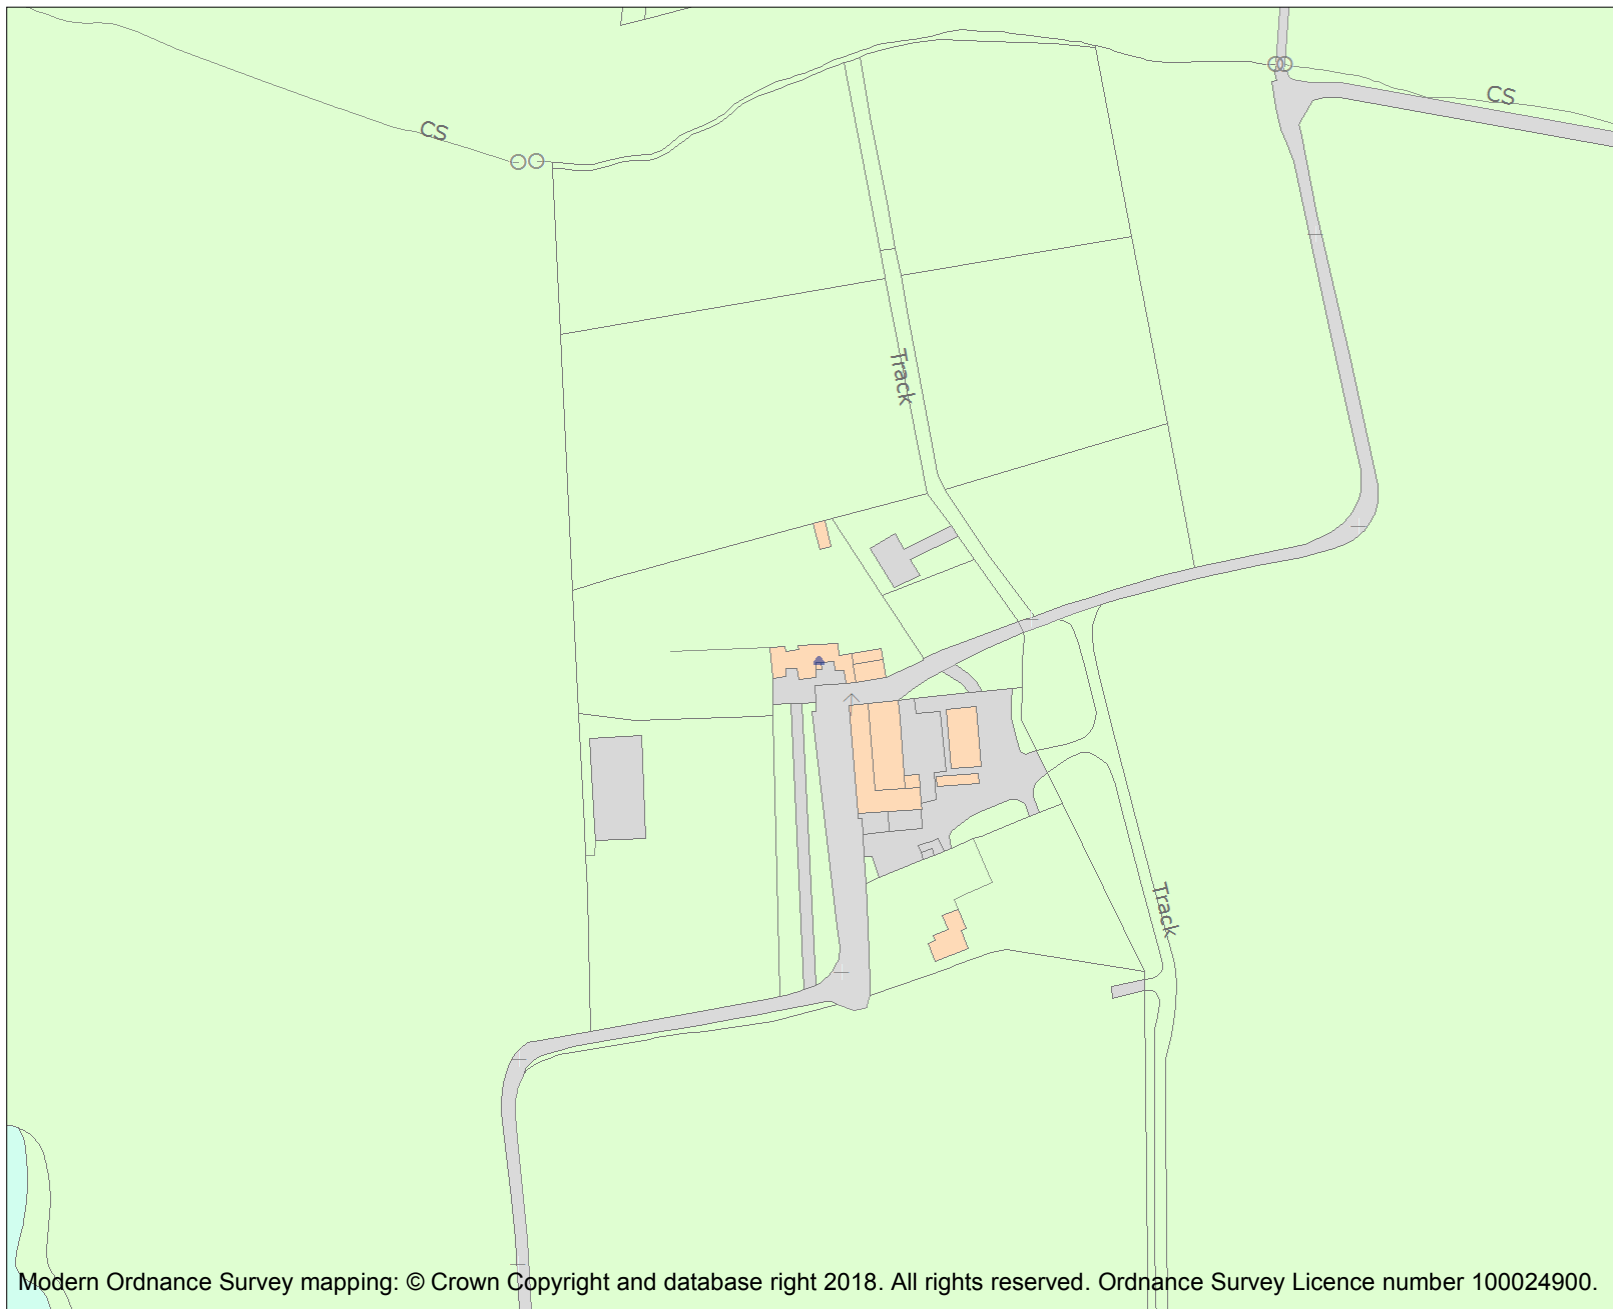 CS
CS
Track
Track
Modern Ordnance Survey mapping: © Crown Copyright and database right 2018. All rights reserved. Ordnance Survey Licence number 100024900.